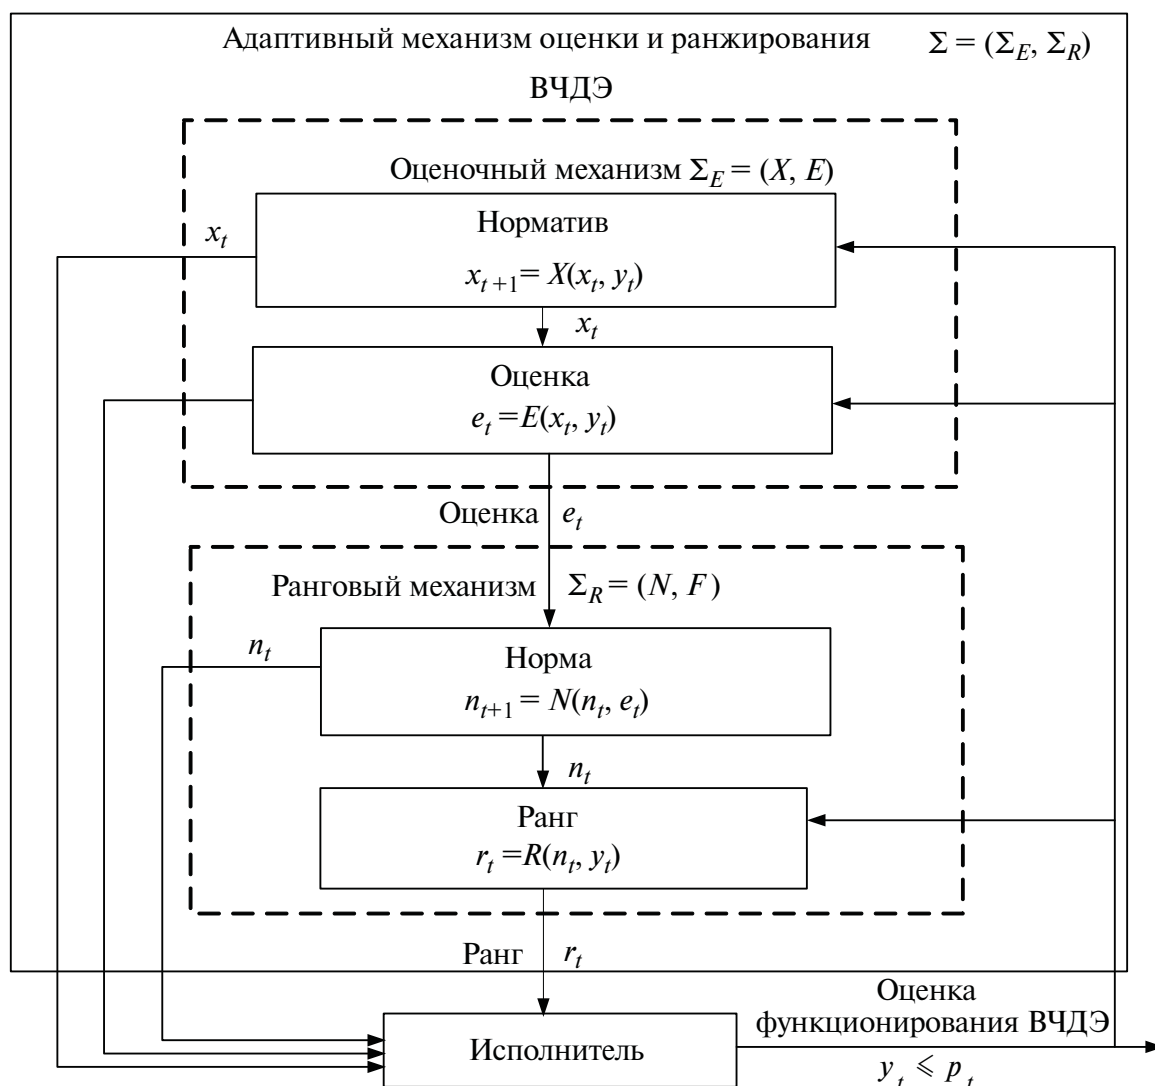 Адаптивный механизм оценки и ранжирования Σ = (Σ_E, Σ_R)
ВЧДЭ
Оценочный механизм Σ_E = (X, E)
Норматив
x_t
x_{t+1} = X(x_t, y_t)
x_t
Оценка
e_t = E(x_t, y_t)
Оценка e_t
Ранговый механизм Σ_R = (N, F)
n_t
Норма
n_{t+1} = N(n_t, e_t)
n_t
Ранг
r_t = R(n_t, y_t)
Ранг r_t
Оценка
функционирования ВЧДЭ
Исполнитель
y_t ⩽ p_t